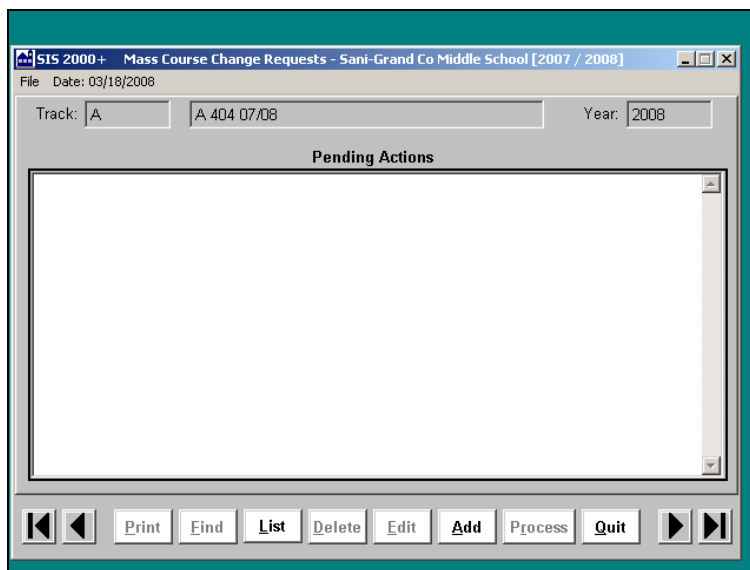 SIS 2000+ Mass Course Change Requests - Sani-Grand Co Middle School [2007 / 2008]
File Date: 03/18/2008
Track: A A 404 07/08 Year: 2008
Pending Actions
Print Find List Delete Edit Add Process Quit